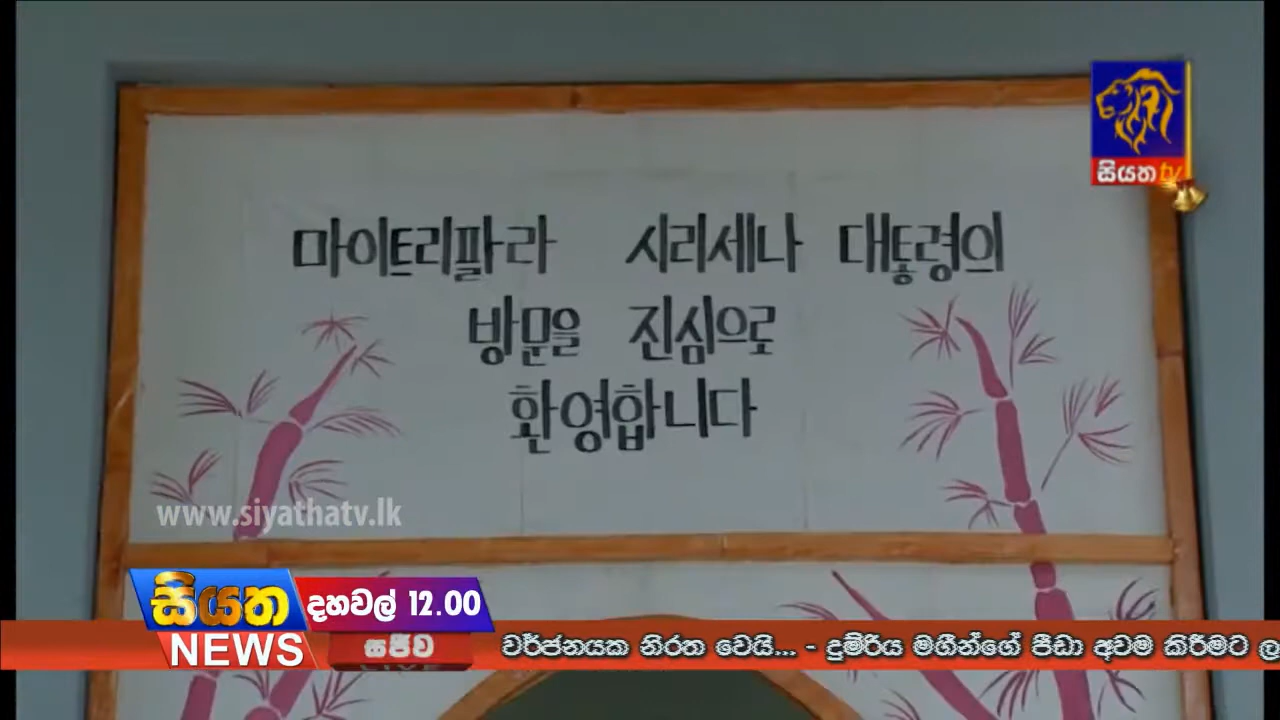 සියත tv
마이트리팔라 시리세나 대통령의
방문을 진심으로
환영합니다
www.siyathatv.lk
සියත
NEWS
දහවල් 12.00
සජීව
LIVE
වර්ජනයක නිරත වෙයි... - දුම්රිය මගීන්ගේ පීඩා අවම කිරීමට ල